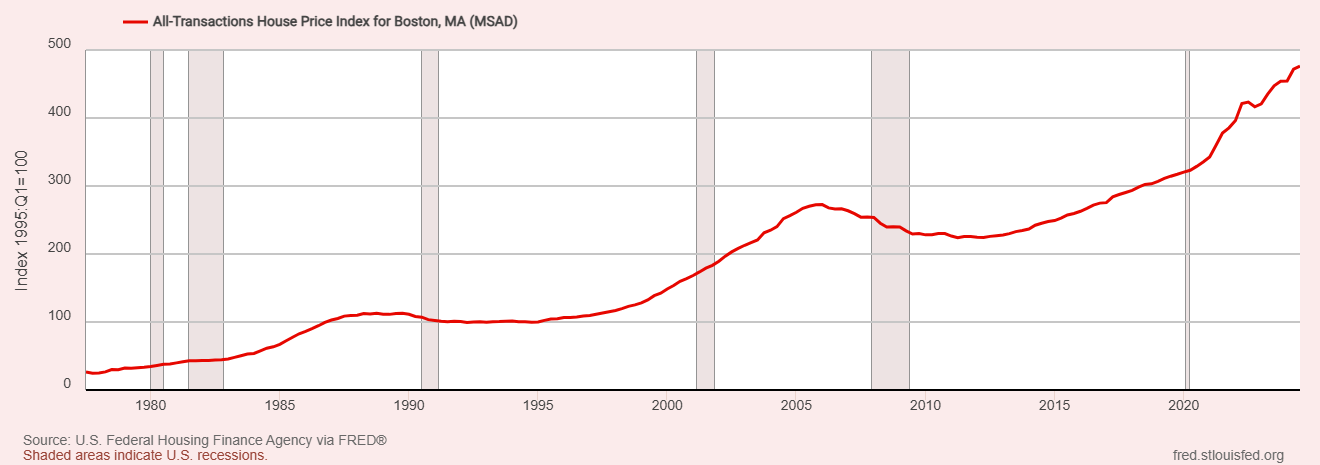 All-Transactions House Price Index for Boston, MA (MSAD)
Index 1995:Q1=100
500
400
300
200
100
0
1980 1985 1990 1995 2000 2005 2010 2015 2020
Source: U.S. Federal Housing Finance Agency via FRED®
Shaded areas indicate U.S. recessions. fred.stlouisfed.org